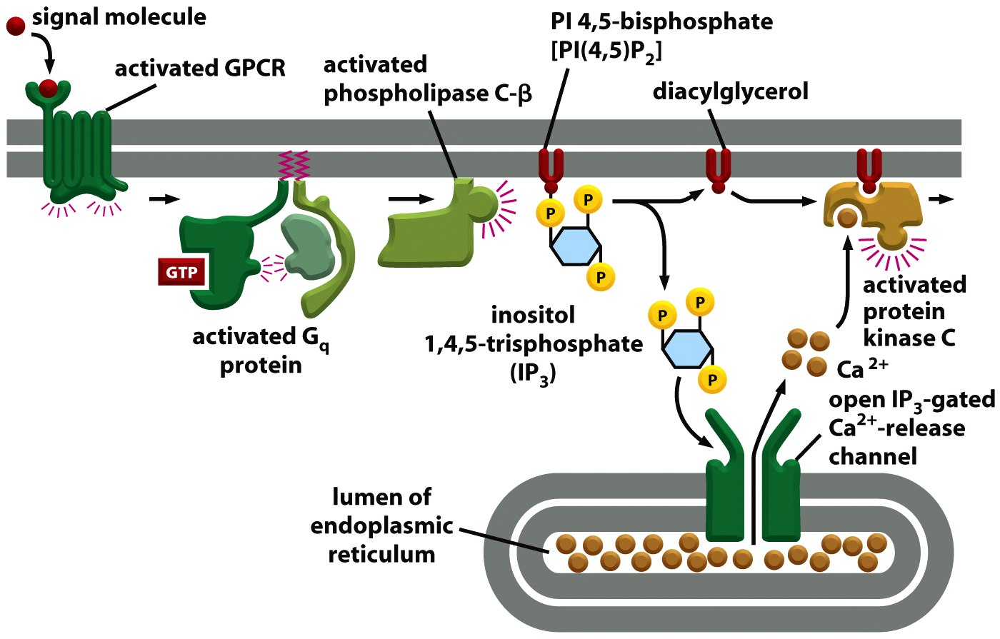 signal molecule
activated GPCR
activated
phospholipase C-β
PI 4,5-bisphosphate
[PI(4,5)P2]
diacylglycerol
GTP
activated Gq
protein
P
P
P
inositol
1,4,5-trisphosphate
(IP3)
P
P
P
activated
protein
kinase C
Ca 2+
open IP3-gated
Ca2+-release
channel
lumen of
endoplasmic
reticulum